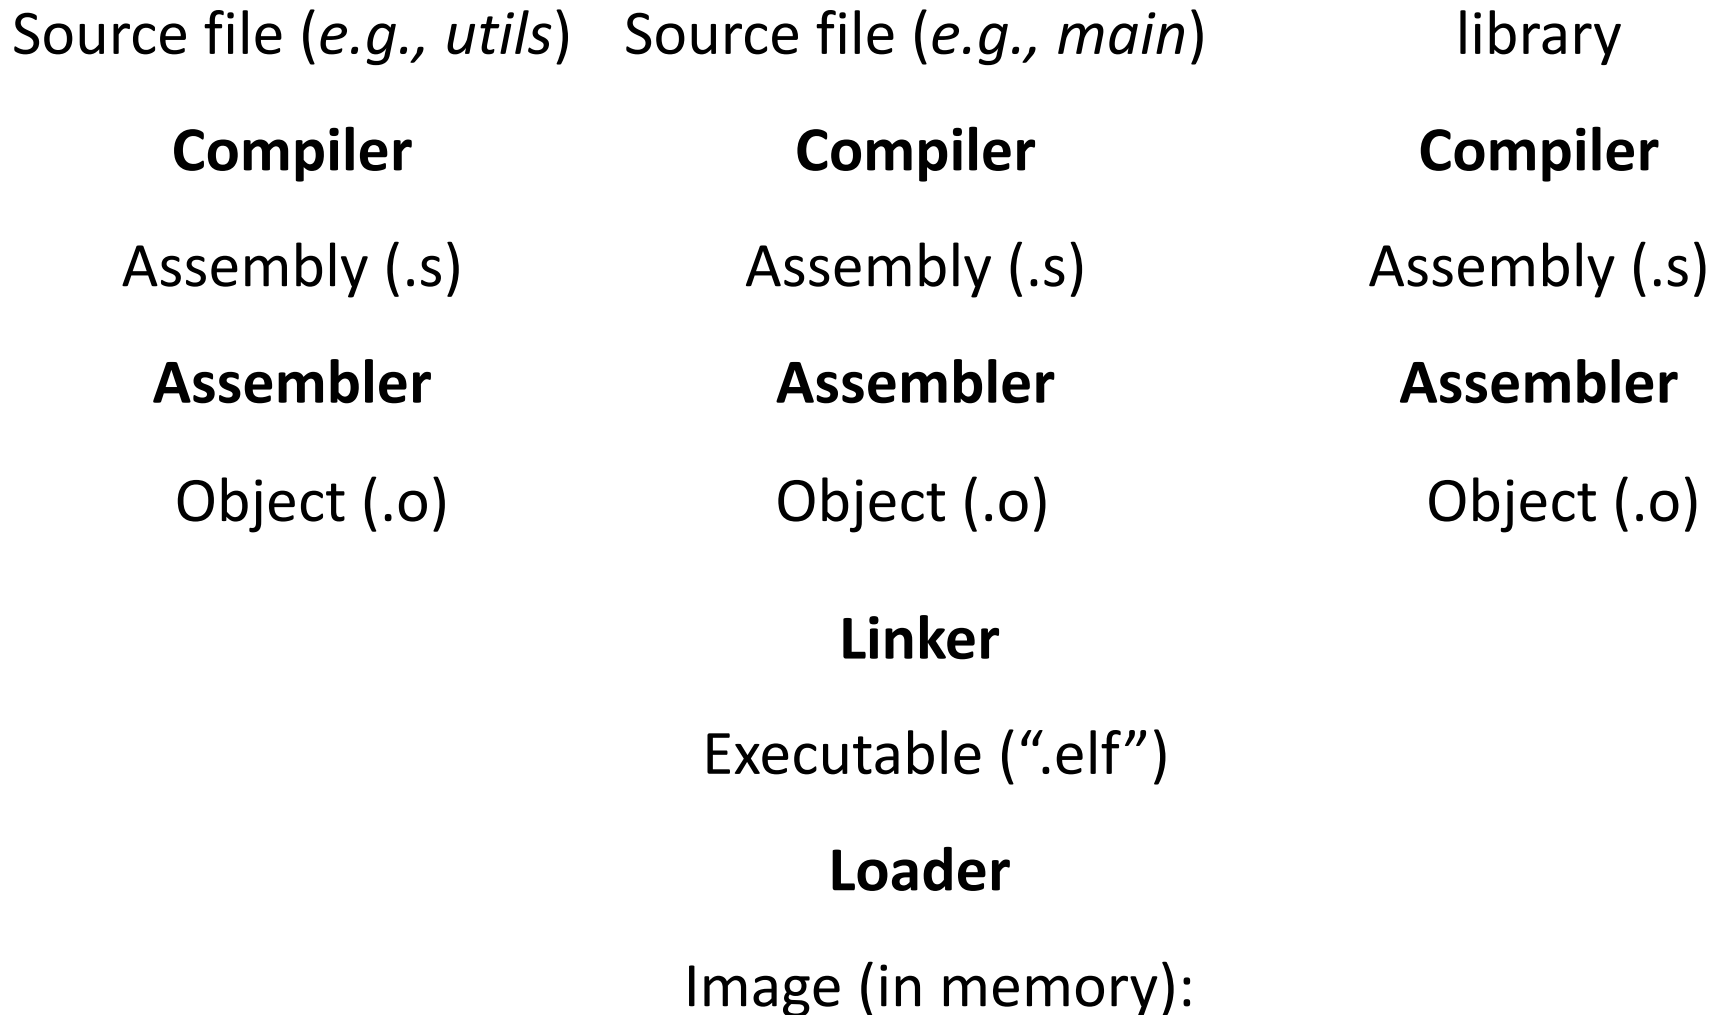 Source file (e.g., utils) Source file (e.g., main) library
Compiler Compiler Compiler
Assembly (.s) Assembly (.s) Assembly (.s)
Assembler Assembler Assembler
Object (.o) Object (.o) Object (.o)
Linker
Executable (“.elf”)
Loader
Image (in memory):